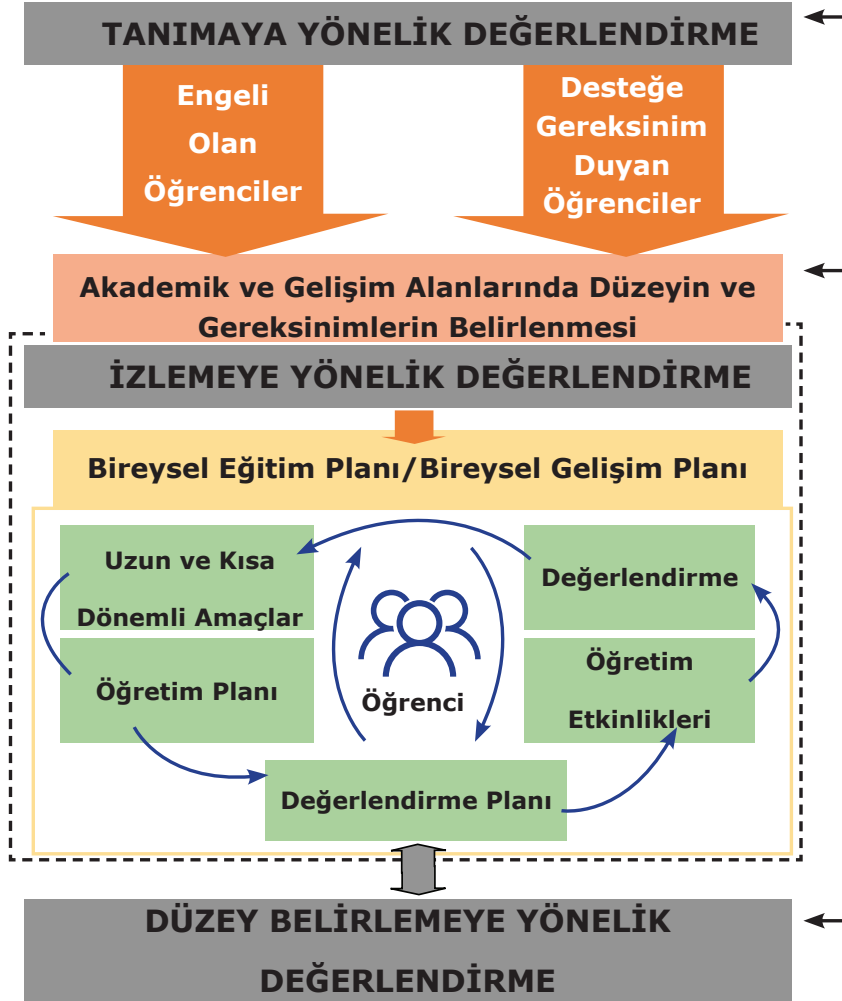 TANIMAYA YÖNELİK DEĞERLENDİRME
Engeli
Olan
Öğrenciler
Desteğe
Gereksinim
Duyan
Öğrenciler
Akademik ve Gelişim Alanlarında Düzeyin ve
Gereksinimlerin Belirlenmesi
İZLEMEYE YÖNELİK DEĞERLENDİRME
Bireysel Eğitim Planı/Bireysel Gelişim Planı
Uzun ve Kısa
Dönemli Amaçlar
Öğretim Planı
Öğrenci
Değerlendirme
Öğretim
Etkinlikleri
Değerlendirme Planı
DÜZEY BELİRLEMEYE YÖNELİK
DEĞERLENDİRME